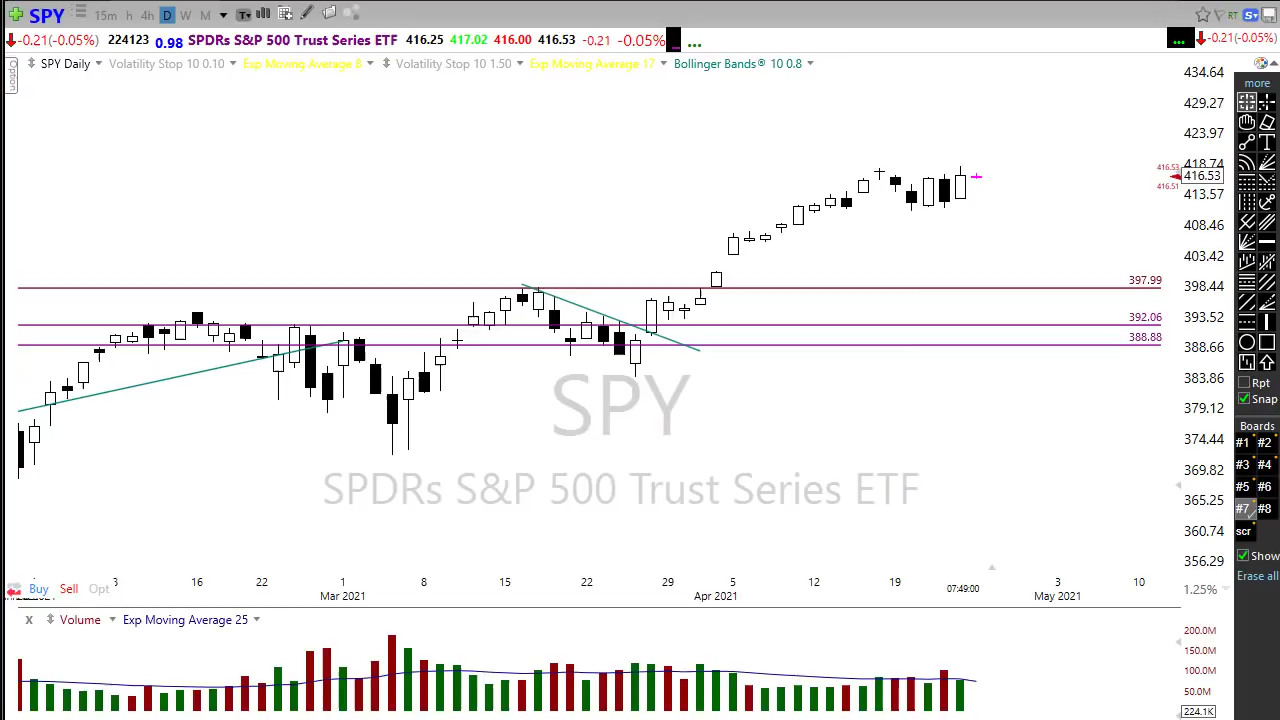 SPY 15m h 4h D W M T RT S
-0.21(-0.05%) 224123 0.98 SPDRs S&P 500 Trust Series ETF 416.25 417.02 416.00 416.53 -0.21 -0.05% ... ... -0.21(-0.05%)
Option
SPY Daily Volatility Stop 10 0.10 Exp Moving Average 8 Volatility Stop 10 1.50 Exp Moving Average 17 Bollinger Bands® 10 0.8
434.64
429.27
423.97
418.74
416.53
416.53
416.51
413.57
408.46
403.42
398.44
393.52
388.66
383.86
379.12
374.44
369.82
365.25
360.74
356.29
1.25%
397.99
392.06
388.88
SPY
SPDRs S&P 500 Trust Series ETF
3 16 22 1 8 15 22 29 5 12 19 3 10
Mar 2021 Apr 2021 07:49:00 May 2021
Buy Sell Opt
X Volume Exp Moving Average 25
200.0M
150.0M
100.0M
50.0M
224.1K
more
T
Rpt
Snap
Boards
#1 #2
#3 #4
#5 #6
#7 #8
scr
Show
Erase all